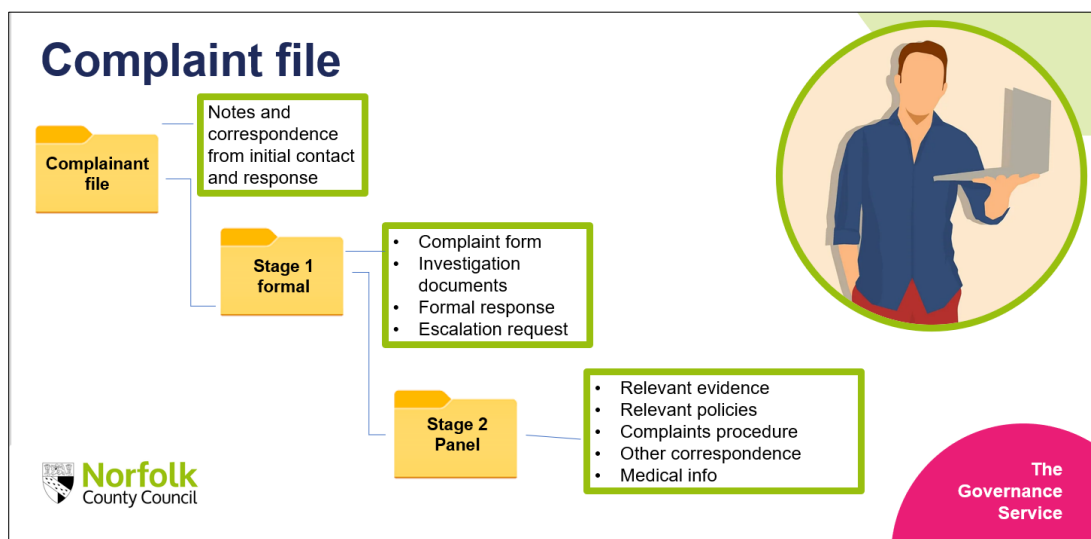 Complaint file
Complainant
file
Notes and
correspondence
from initial contact
and response
Stage 1
formal
• Complaint form
• Investigation
documents
• Formal response
• Escalation request
Stage 2
Panel
• Relevant evidence
• Relevant policies
• Complaints procedure
• Other correspondence
• Medical info
Norfolk
County Council
The
Governance
Service